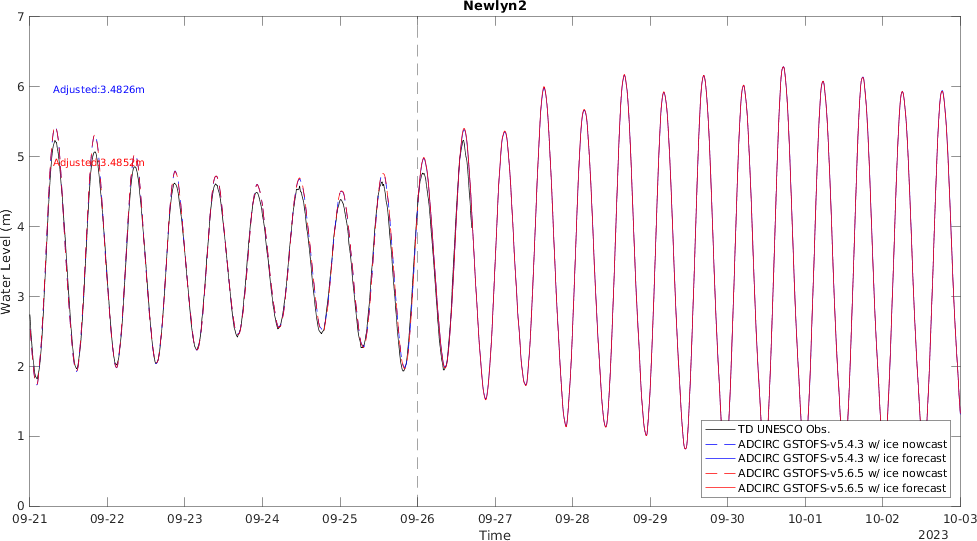 Newlyn2
7
6
5
4
3
2
1
0
Water Level (m)
Adjusted:3.4826m
Adjusted:3.4852m
TD UNESCO Obs.
ADCIRC GSTOFS-v5.4.3 w/ ice nowcast
ADCIRC GSTOFS-v5.4.3 w/ ice forecast
ADCIRC GSTOFS-v5.6.5 w/ ice nowcast
ADCIRC GSTOFS-v5.6.5 w/ ice forecast
09-21 09-22 09-23 09-24 09-25 09-26 09-27 09-28 09-29 09-30 10-01 10-02 10-03
Time
2023